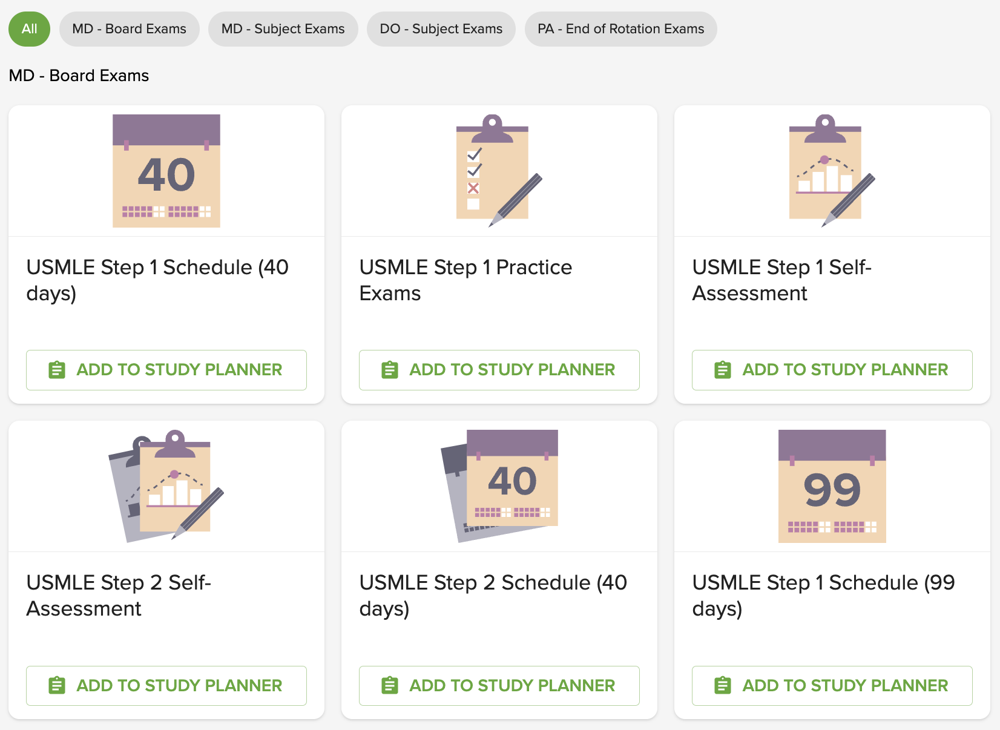 All
MD - Board Exams
MD - Subject Exams
DO - Subject Exams
PA - End of Rotation Exams
MD - Board Exams
40
USMLE Step 1 Schedule (40
days)
ADD TO STUDY PLANNER
USMLE Step 1 Practice
Exams
ADD TO STUDY PLANNER
USMLE Step 1 Self-
Assessment
ADD TO STUDY PLANNER
USMLE Step 2 Self-
Assessment
ADD TO STUDY PLANNER
40
USMLE Step 2 Schedule (40
days)
ADD TO STUDY PLANNER
99
USMLE Step 1 Schedule (99
days)
ADD TO STUDY PLANNER